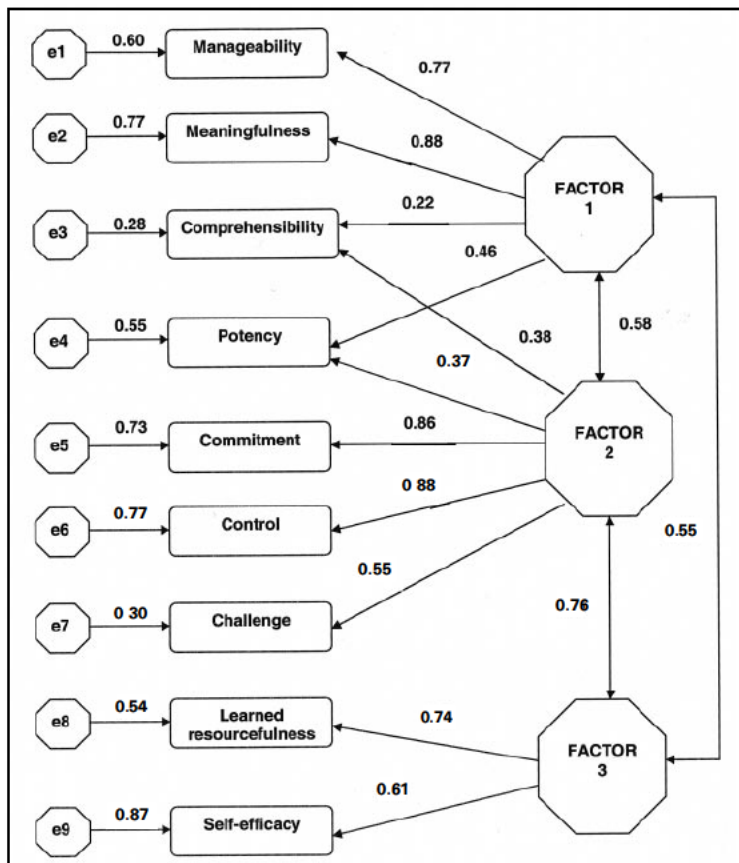 e1
0.60
Manageability
0.77
e2
0.77
Meaningfulness
0.88
FACTOR
1
e3
0.28
Comprehensibility
0.22
0.46
e4
0.55
Potency
0.38
0.37
0.58
e5
0.73
Commitment
0.86
FACTOR
2
e6
0.77
Control
0 88
0.55
e7
0 30
Challenge
0.55
0.76
e8
0.54
Learned
resourcefulness
0.74
FACTOR
3
0.61
e9
0.87
Self-efficacy